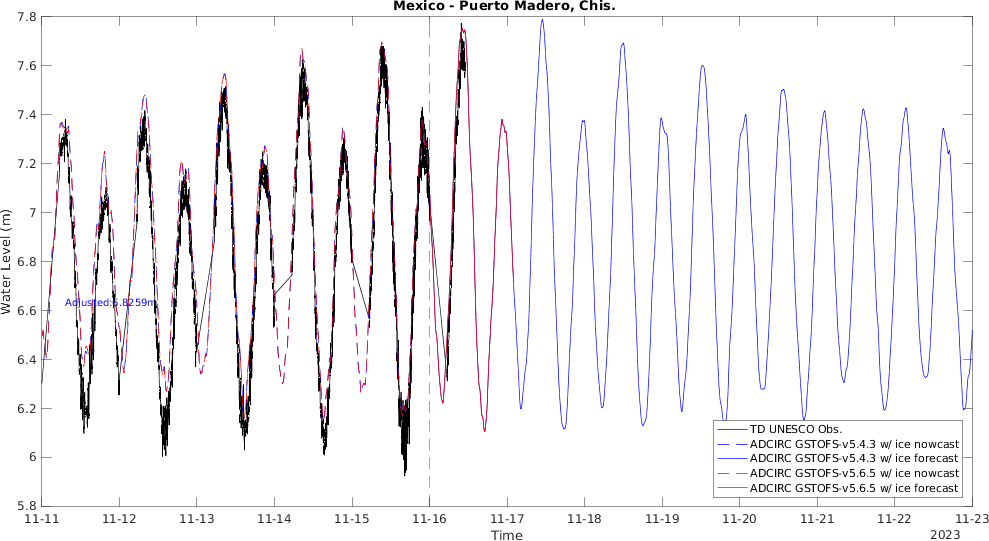 Mexico - Puerto Madero, Chis.
7.8
7.6
7.4
7.2
7
6.8
6.6
6.4
6.2
6
5.8
Water Level (m)
Adjusted:6.8259m
TD UNESCO Obs.
ADCIRC GSTOFS-v5.4.3 w/ ice nowcast
ADCIRC GSTOFS-v5.4.3 w/ ice forecast
ADCIRC GSTOFS-v5.6.5 w/ ice nowcast
ADCIRC GSTOFS-v5.6.5 w/ ice forecast
11-11 11-12 11-13 11-14 11-15 11-16 11-17 11-18 11-19 11-20 11-21 11-22 11-23
Time
2023